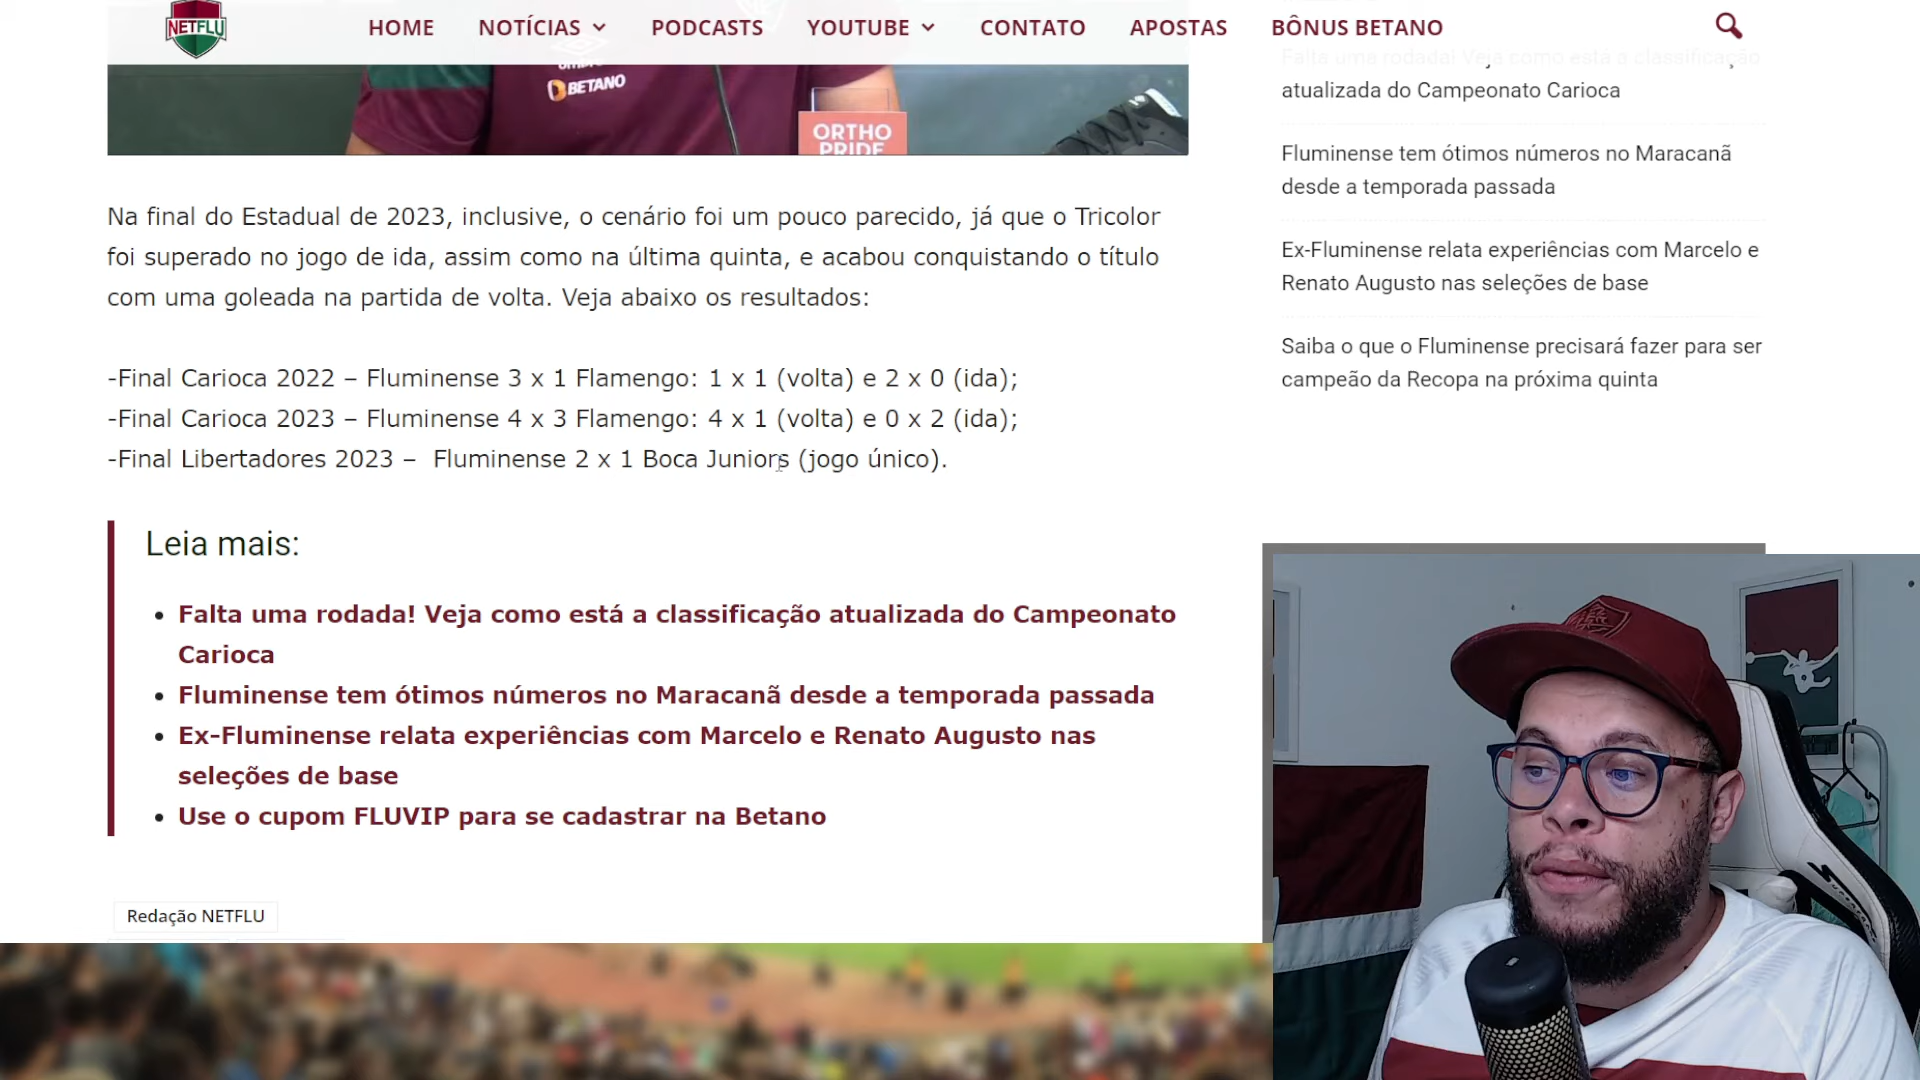 NETFLU
HOME
NOTÍCIAS
PODCASTS
YOUTUBE
CONTATO
APOSTAS
BÔNUS BETANO
BETANO
ORTHO
PRIDE
Na final do Estadual de 2023, inclusive, o cenário foi um pouco parecido, já que o Tricolor
foi superado no jogo de ida, assim como na última quinta, e acabou conquistando o título
com uma goleada na partida de volta. Veja abaixo os resultados:
-Final Carioca 2022 – Fluminense 3 x 1 Flamengo: 1 x 1 (volta) e 2 x 0 (ida);
-Final Carioca 2023 – Fluminense 4 x 3 Flamengo: 4 x 1 (volta) e 0 x 2 (ida);
-Final Libertadores 2023 – Fluminense 2 x 1 Boca Juniors (jogo único).
Leia mais:
Falta uma rodada! Veja como está a classificação atualizada do Campeonato
Carioca
Fluminense tem ótimos números no Maracanã desde a temporada passada
Ex-Fluminense relata experiências com Marcelo e Renato Augusto nas
seleções de base
Use o cupom FLUVIP para se cadastrar na Betano
Redação NETFLU
Falta uma rodada! Veja como está a classificação
atualizada do Campeonato Carioca
Fluminense tem ótimos números no Maracanã
desde a temporada passada
Ex-Fluminense relata experiências com Marcelo e
Renato Augusto nas seleções de base
Saiba o que o Fluminense precisará fazer para ser
campeão da Recopa na próxima quinta